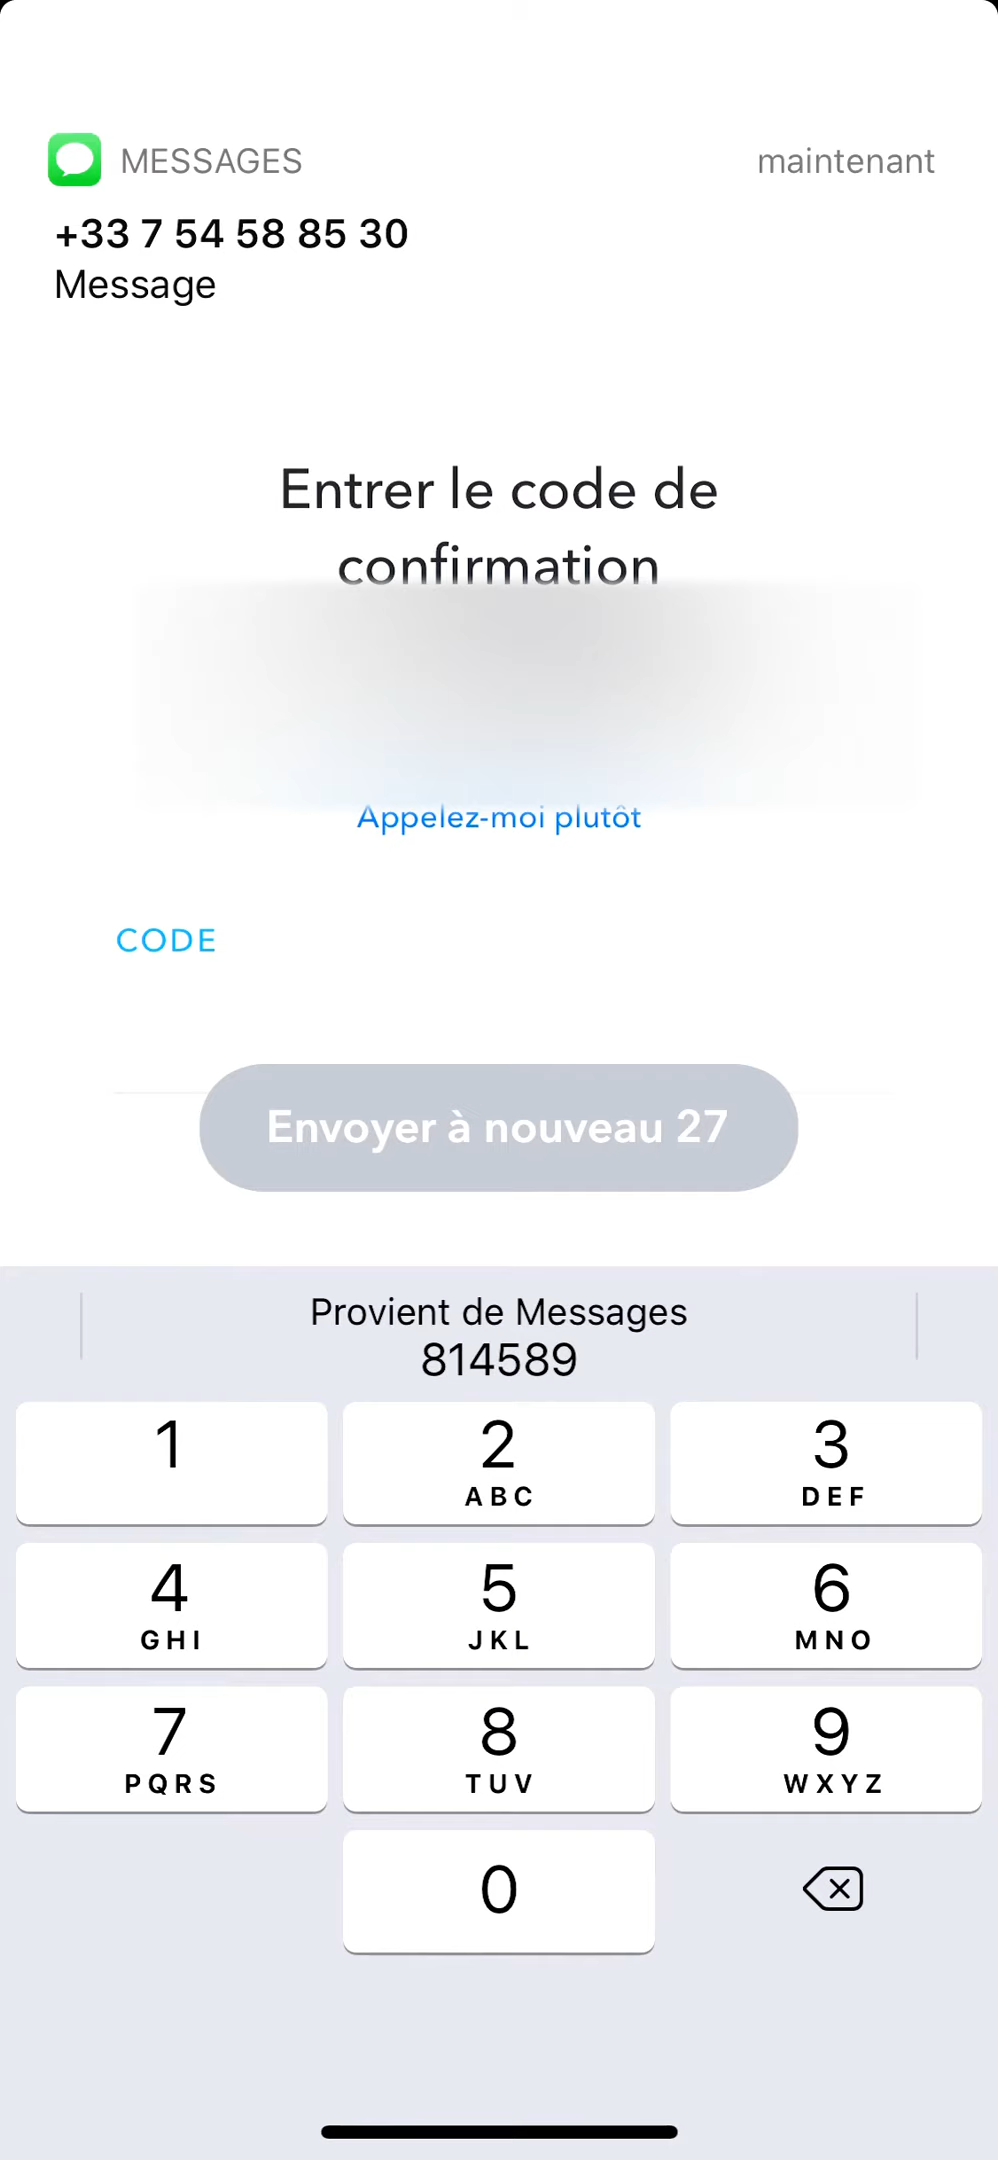 MESSAGES
maintenant
+33 7 54 58 85 30
Message
Entrer le code de
confirmation
Appelez-moi plutôt
CODE
Envoyer à nouveau 27
Provient de Messages
814589
1
2
ABC
3
DEF
4
GHI
5
JKL
6
MNO
7
PQRS
8
TUV
9
WXYZ
0